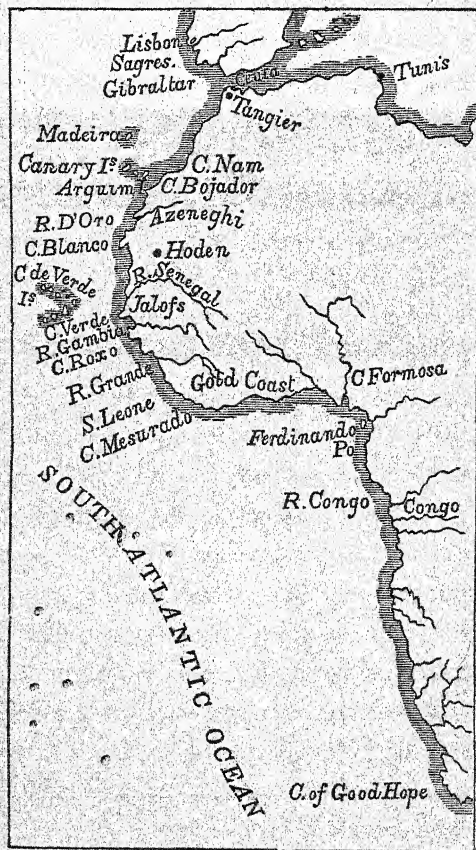 Lisbon
Sagres.
Gibraltar
Ceuta
Tunis
Tangier
Madeira
Canary Is
C. Nam
Arguim
C. Bojador
R. D'Oro
Azeneghi
C. Blanco
Hoden
C de Verde
Is
R. Senegal
Jalofs
C. Verde
R. Gambia
C. Roxo
R. Grande
Gold Coast
C Formosa
S. Leone
C. Mesurado
Ferdinando
Po
R. Congo
Congo
SOUTH ATLANTIC OCEAN
C. of Good Hope